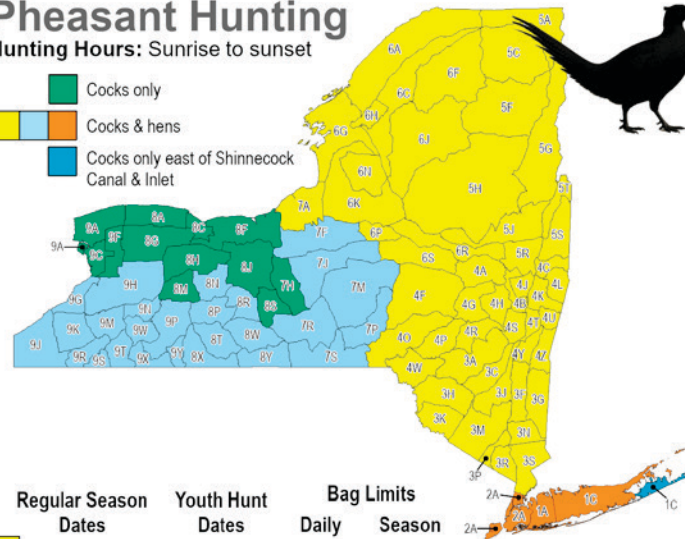 Pheasant Hunting
Hunting Hours: Sunrise to sunset
Cocks only
Cocks & hens
Cocks only east of Shinnecock
Canal & Inlet
5A
6A
5C
6F
6C
5F
6H
6G
6J
5G
6N
5H
5T
7A
6K
8A
9A
9F
8C
8F
8G
7F
6P
5J
5S
9A
9C
8H
7J
6S
6R
5R
4A
4C
8J
9H
8M
8N
7H
7M
4F
4J
4L
4G
4H
4B
4K
9G
8R
8S
9N
8P
9K
9M
9W
9P
8W
7R
7P
4R
4S
4T
4U
4O
4P
9J
8T
9R
9S
9T
9X
9Y
8X
8Y
7S
4W
3A
3C
4Y
4Z
3H
3J
3F
3G
3K
3M
3N
3P
3R
3S
2A
2A
1A
1C
1C
2A
Regular Season Youth Hunt Bag Limits
Dates Dates Daily Season